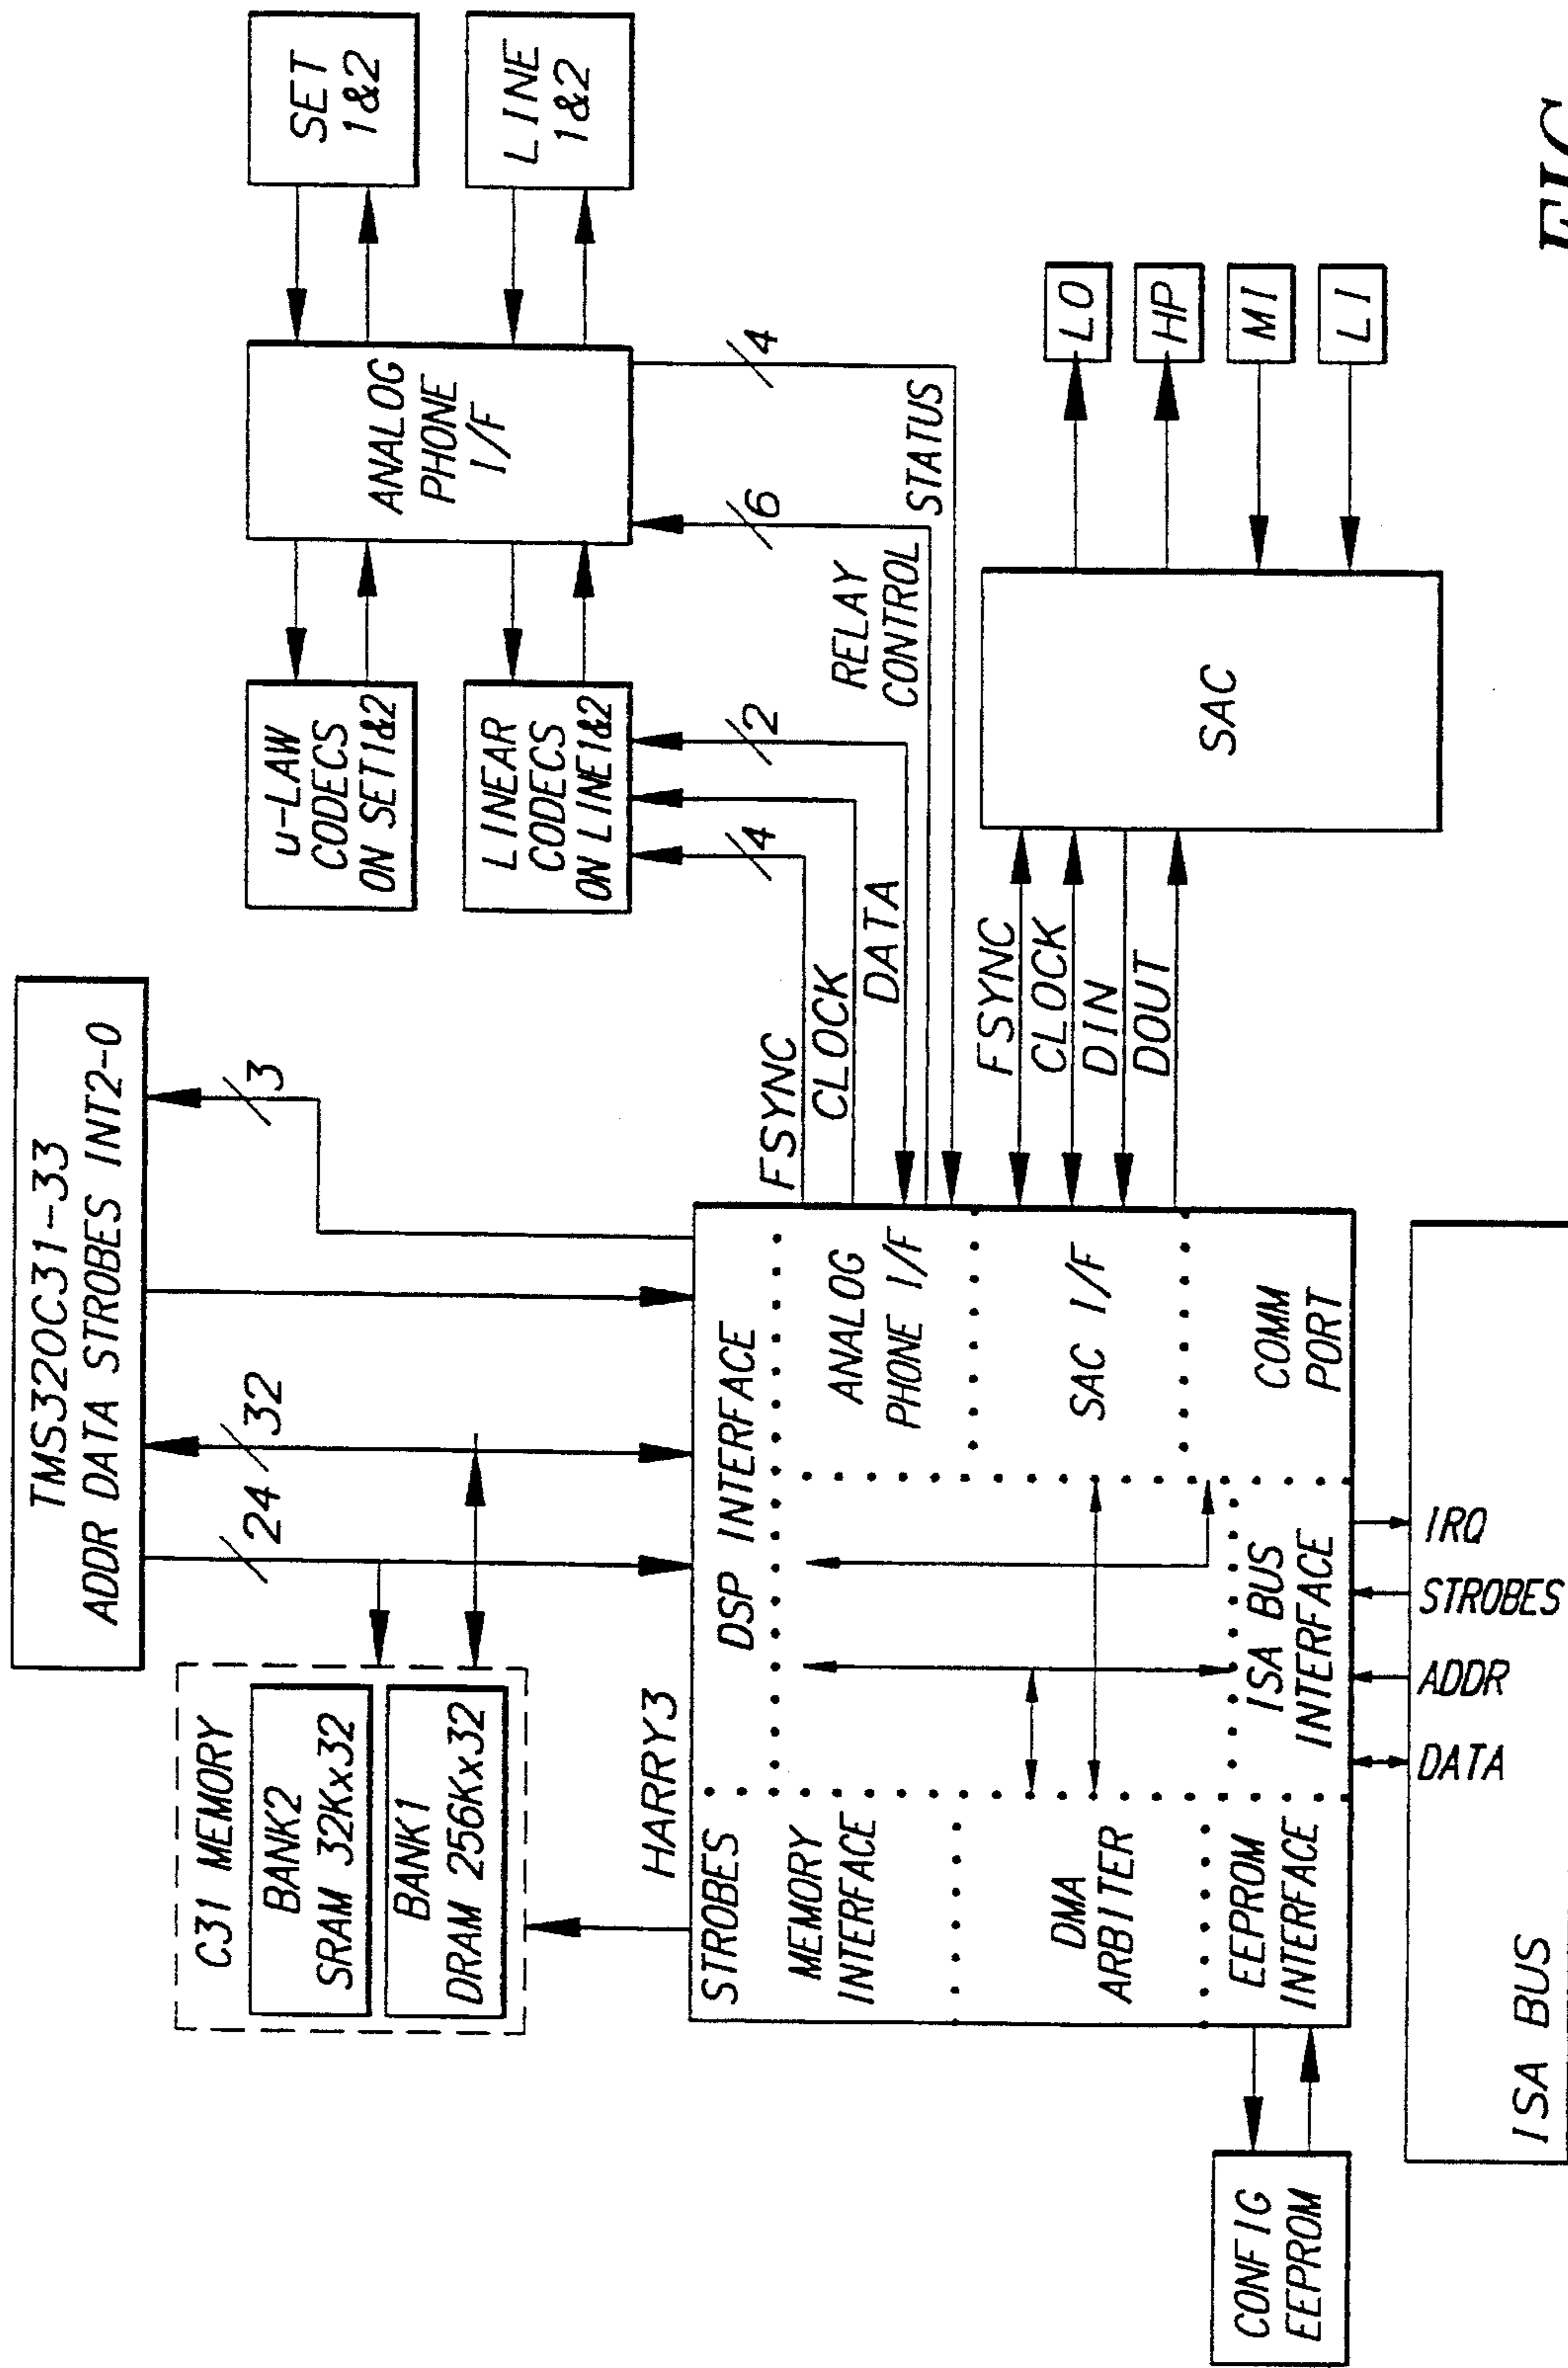 TMS320C31-33
ADDR DATA STROBES INT2-0
24
32
3
C31 MEMORY
BANK2
SRAM 32Kx32
BANK1
DRAM 256Kx32
HARRY3
STROBES
DSP INTERFACE
MEMORY
INTERFACE
DMA
ARBITER
EEPROM
INTERFACE
ISA BUS
INTERFACE
ANALOG
PHONE I/F
SAC I/F
COMM
PORT
CONFIG
EEPROM
DATA
ADDR
STROBES
IRQ
ISA BUS
u-LAW
CODECS
ON SET1&2
LINEAR
CODECS
ON LINE1&2
ANALOG
PHONE
I/F
SET
1&2
LINE
1&2
4
2
6
4
FSYNC
CLOCK
DATA
RELAY
CONTROL
STATUS
FSYNC
CLOCK
DIN
DOUT
SAC
LO
HP
MI
LI